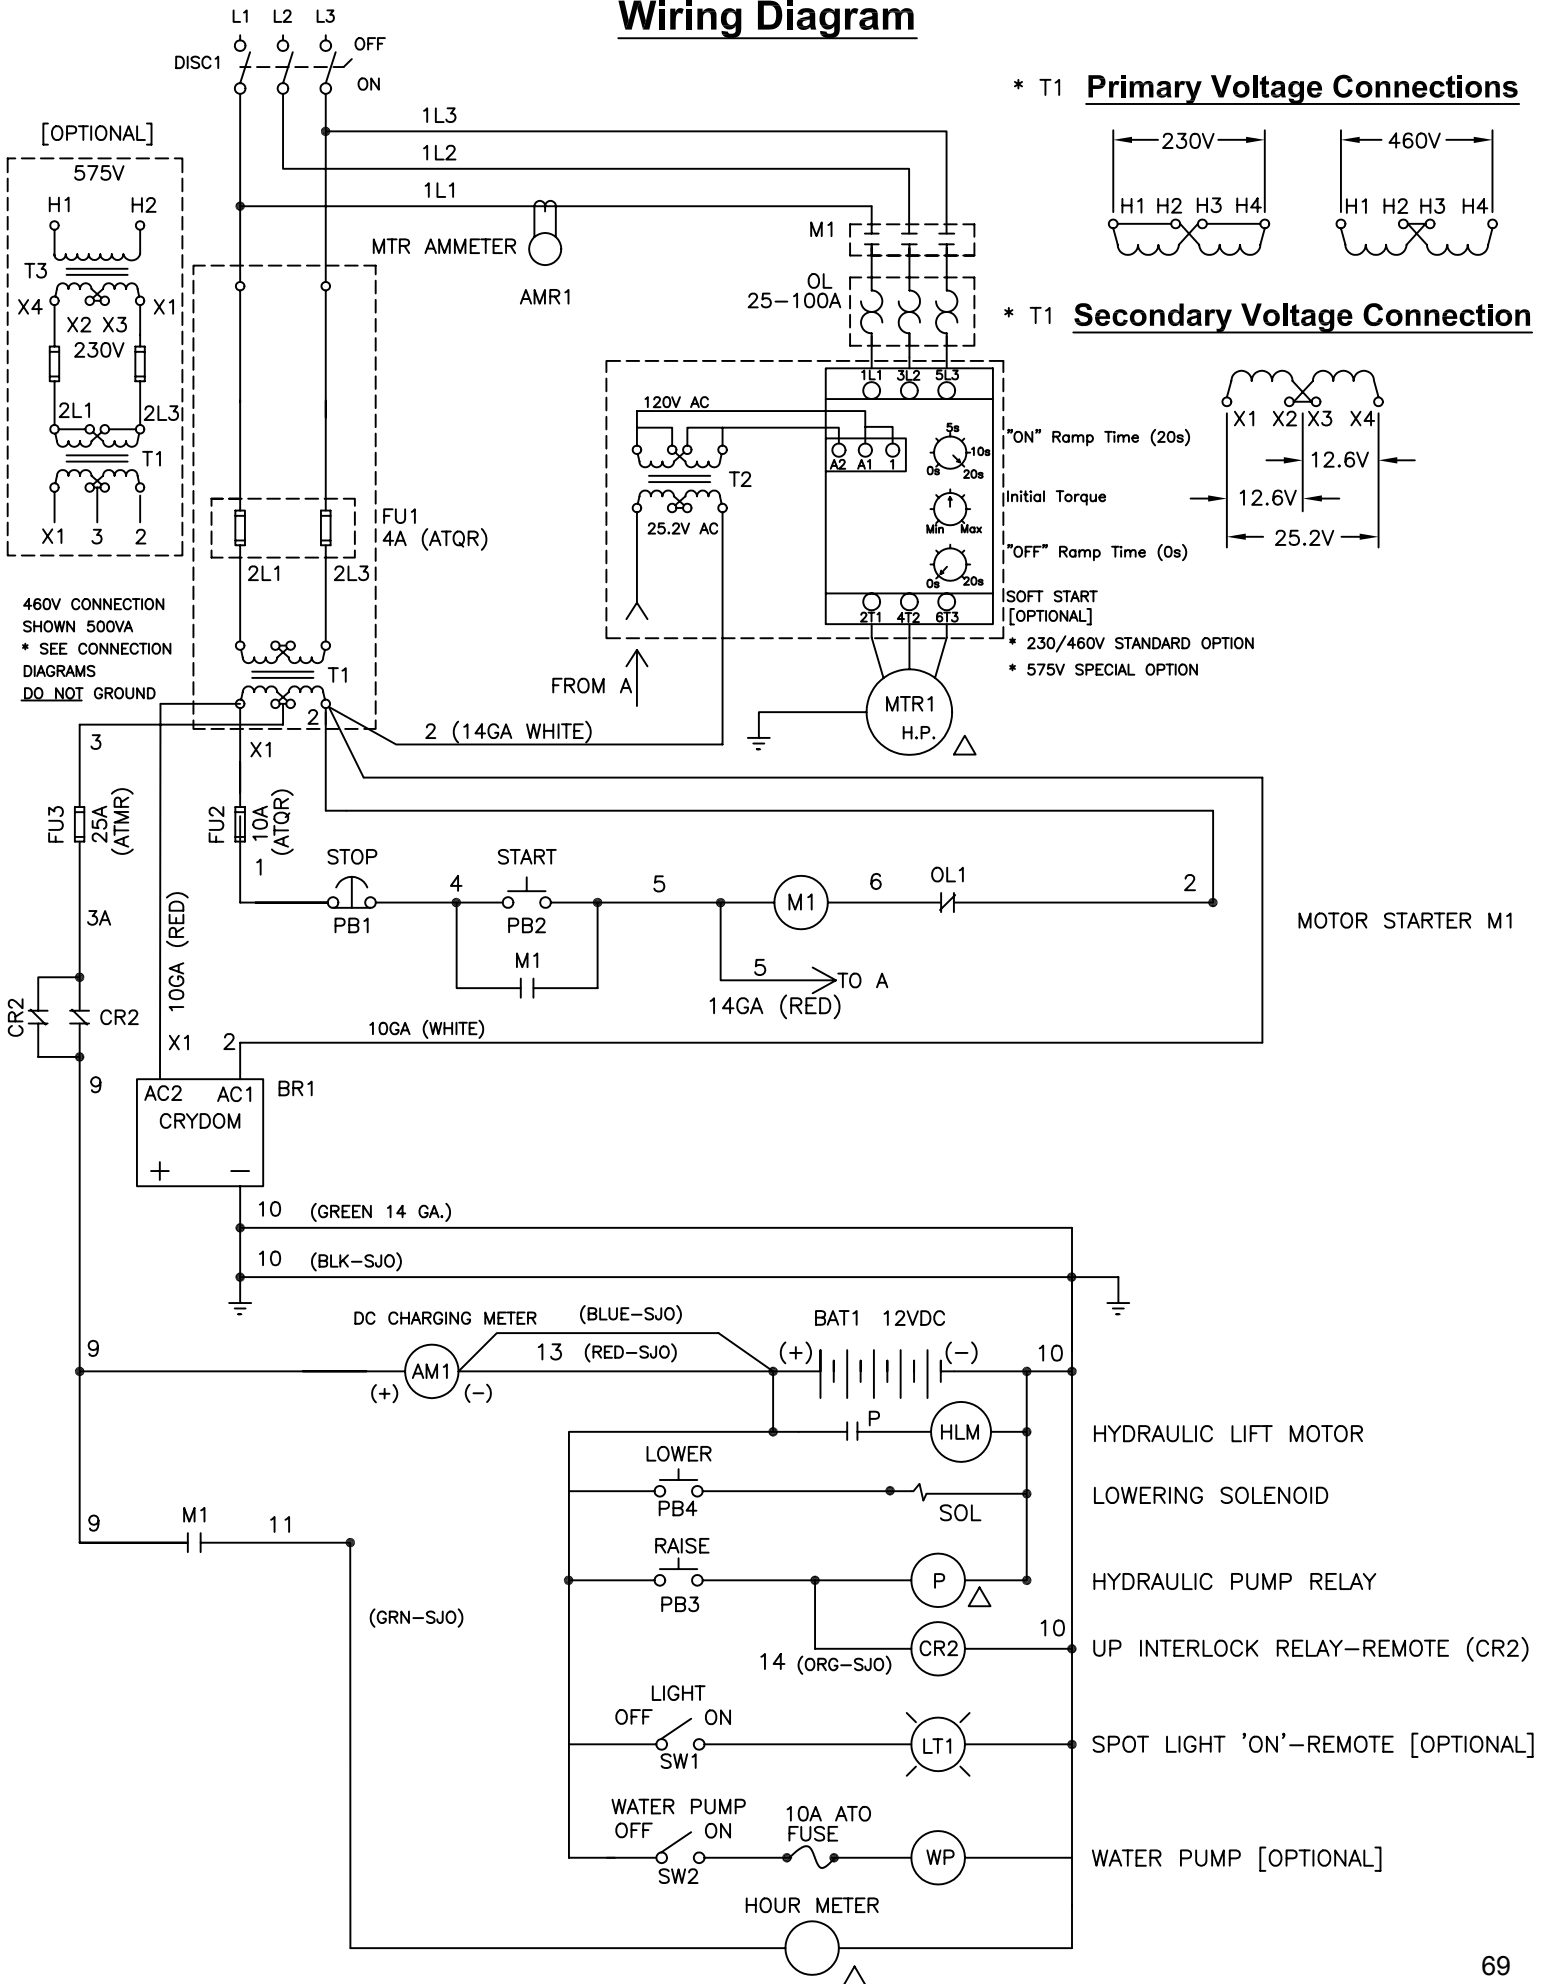 Wiring Diagram
L1 L2 L3
OFF
DISC1
ON
* T1 Primary Voltage Connections
230V
460V
H1 H2 H3 H4
H1 H2 H3 H4
[OPTIONAL]
575V
H1 H2
T3
X4 X1
X2 X3
230V
2L1 2L3
T1
X1 3 2
1L3
1L2
1L1
MTR AMMETER
AMR1
M1
OL
25-100A
* T1 Secondary Voltage Connection
X1 X2 X3 X4
12.6V
12.6V
25.2V
120V AC
T2
25.2V AC
1L1 3L2 5L3
A2 A1 1
5s
10s
0s
20s
"ON" Ramp Time (20s)
Initial Torque
Min Max
"OFF" Ramp Time (0s)
0s 20s
2T1 4T2 6T3
SOFT START
[OPTIONAL]
* 230/460V STANDARD OPTION
* 575V SPECIAL OPTION
FU1
4A (ATQR)
2L1 2L3
460V CONNECTION
SHOWN 500VA
* SEE CONNECTION
DIAGRAMS
DO NOT GROUND
T1
FROM A
MTR1
H.P.
2
2 (14GA WHITE)
3
X1
FU3
25A
(ATMR)
FU2
10A
(ATQR)
1
STOP
PB1
4
START
PB2
M1
5
M1
6
OL1
2
MOTOR STARTER M1
5
TO A
14GA (RED)
3A
10GA (RED)
CR2
CR2
X1
2
10GA (WHITE)
9
AC2 AC1
CRYDOM
+ -
BR1
10 (GREEN 14 GA.)
10 (BLK-SJO)
DC CHARGING METER
(BLUE-SJO)
BAT1 12VDC
9
AM1
(+) (-)
13 (RED-SJO)
(+) (-)
10
P
HLM
HYDRAULIC LIFT MOTOR
LOWER
PB4
SOL
LOWERING SOLENOID
9
M1
11
RAISE
PB3
P
HYDRAULIC PUMP RELAY
(GRN-SJO)
14 (ORG-SJO)
CR2
10
UP INTERLOCK RELAY-REMOTE (CR2)
LIGHT
OFF ON
SW1
LT1
SPOT LIGHT 'ON'-REMOTE [OPTIONAL]
WATER PUMP
OFF ON
SW2
10A ATO
FUSE
WP
WATER PUMP [OPTIONAL]
HOUR METER
69